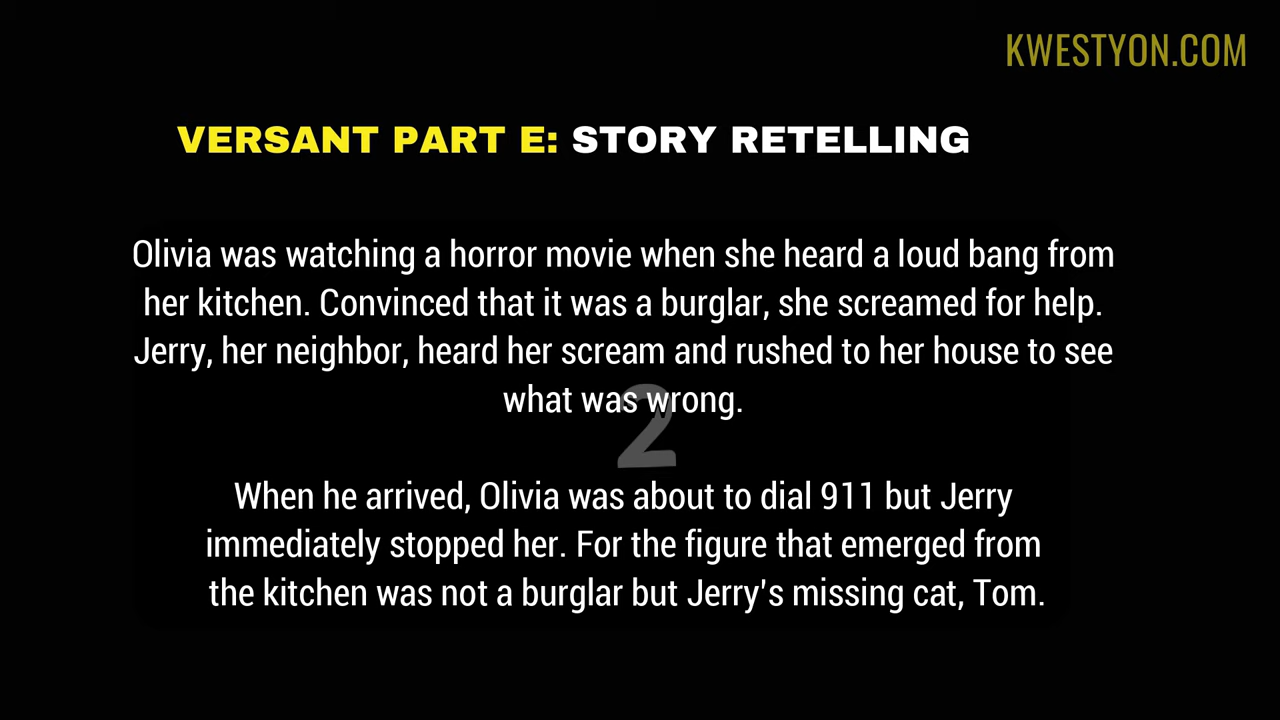 KWESTYON.COM
VERSANT PART E: STORY RETELLING
Olivia was watching a horror movie when she heard a loud bang from
her kitchen. Convinced that it was a burglar, she screamed for help.
Jerry, her neighbor, heard her scream and rushed to her house to see
what was wrong.
2
When he arrived, Olivia was about to dial 911 but Jerry
immediately stopped her. For the figure that emerged from
the kitchen was not a burglar but Jerry's missing cat, Tom.